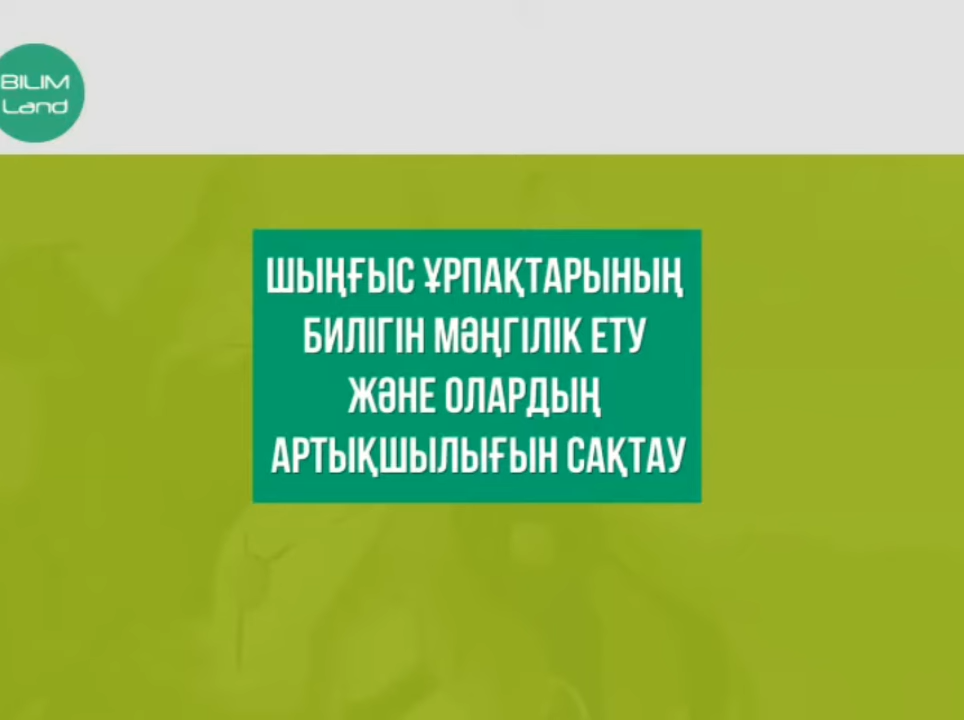 BILIM
Land
ШЫҢҒЫС ҰРПАҚТАРЫНЫҢ
БИЛІГІН МӘҢГІЛІК ЕТУ
ЖӘНЕ ОЛАРДЫҢ
АРТЫҚШЫЛЫҒЫН САҚТАУ